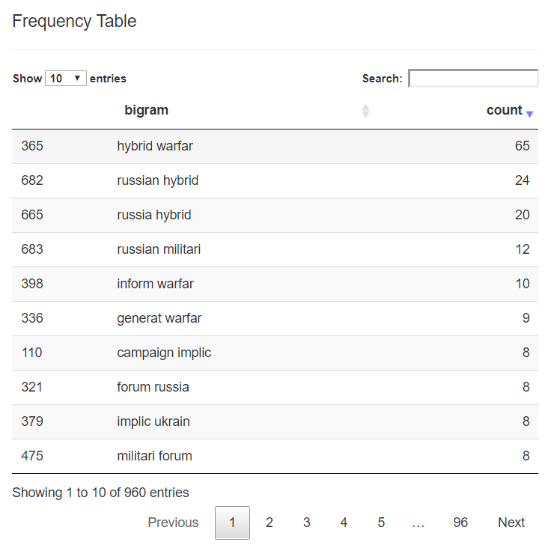 Frequency Table
Show 10 entries Search:
bigram count
365 hybrid warfar 65
682 russian hybrid 24
665 russia hybrid 20
683 russian militari 12
398 inform warfar 10
336 generat warfar 9
110 campaign implic 8
321 forum russia 8
379 implic ukrain 8
475 militari forum 8
Showing 1 to 10 of 960 entries
Previous 1 2 3 4 5 … 96 Next